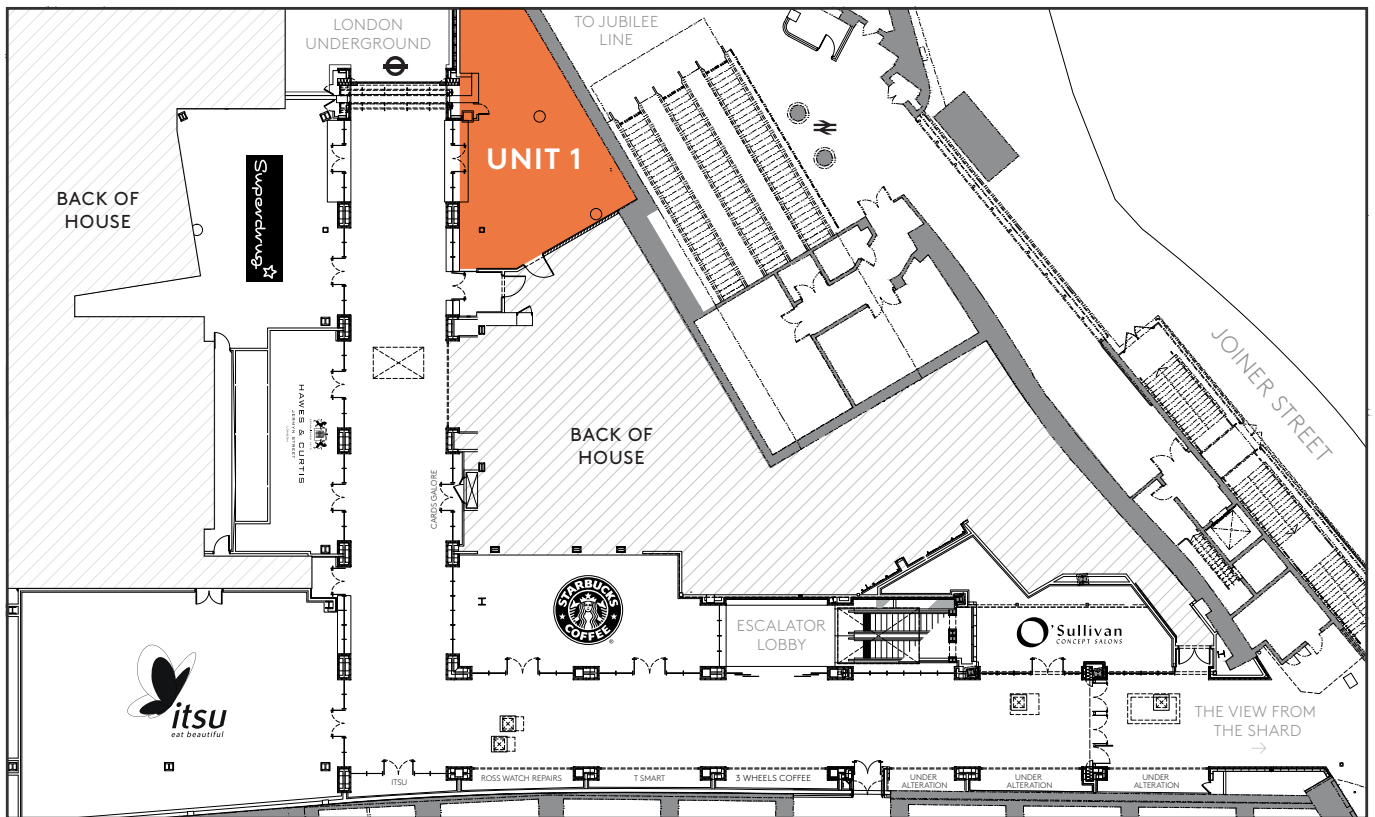 LONDON
UNDERGROUND
TO JUBILEE
LINE
UNIT 1
BACK OF
HOUSE
Superdrug
JOINER STREET
HAWES & CURTIS
JERMYN STREET
LONDON
BACK OF
HOUSE
CARDS GALORE
STARBUCKS
COFFEE
®
ESCALATOR
LOBBY
O'Sullivan
CONCEPT SALONS
itsu
eat beautiful
THE VIEW FROM
THE SHARD
→
ITSU
ROSS WATCH REPAIRS
T SMART
3 WHEELS COFFEE
UNDER
ALTERATION
UNDER
ALTERATION
UNDER
ALTERATION